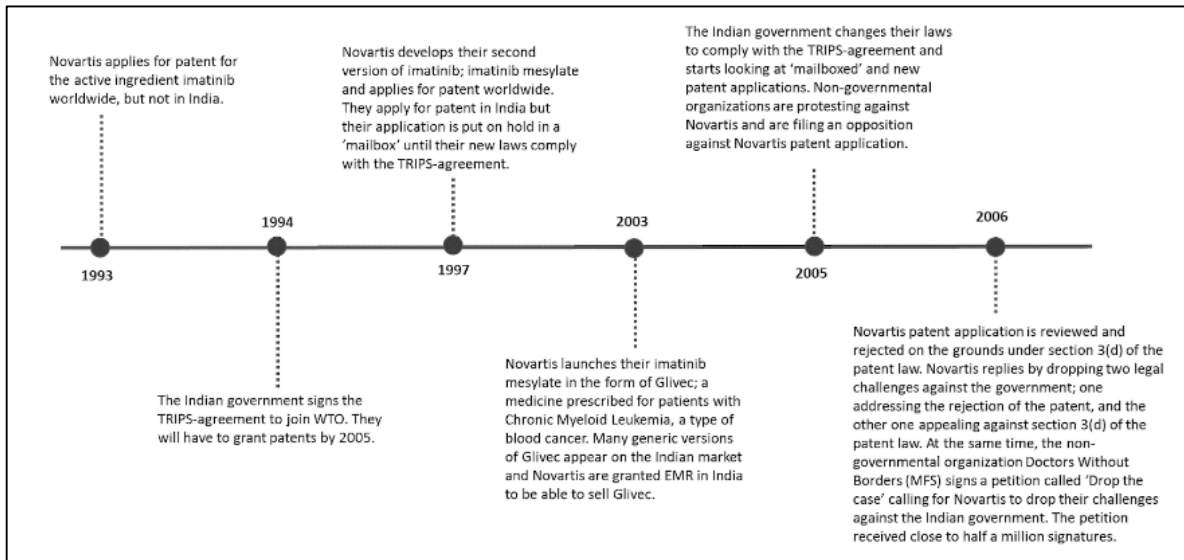 Novartis applies for patent for
the active ingredient imatinib
worldwide, but not in India.
1993
1994
The Indian government signs the
TRIPS-agreement to join WTO. They
will have to grant patents by 2005.
Novartis develops their second
version of imatinib; imatinib mesylate
and applies for patent worldwide.
They apply for patent in India but
their application is put on hold in a
‘mailbox’ until their new laws comply
with the TRIPS-agreement.
1997
2003
Novartis launches their imatinib
mesylate in the form of Glivec; a
medicine prescribed for patients with
Chronic Myeloid Leukemia, a type of
blood cancer. Many generic versions
of Glivec appear on the Indian market
and Novartis are granted EMR in India
to be able to sell Glivec.
The Indian government changes their laws
to comply with the TRIPS-agreement and
starts looking at ‘mailboxed’ and new
patent applications. Non-governmental
organizations are protesting against
Novartis and are filing an opposition
against Novartis patent application.
2005
2006
Novartis patent application is reviewed and
rejected on the grounds under section 3(d) of the
patent law. Novartis replies by dropping two legal
challenges against the government; one
addressing the rejection of the patent, and the
other one appealing against section 3(d) of the
patent law. At the same time, the non-
governmental organization Doctors Without
Borders (MFS) signs a petition called ‘Drop the
case’ calling for Novartis to drop their challenges
against the Indian government. The petition
received close to half a million signatures.